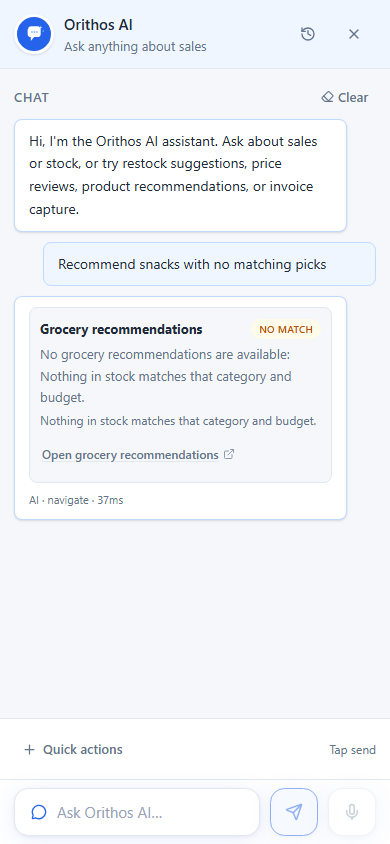 Orithos AI
Ask anything about sales
CHAT
Clear
Hi, I'm the Orithos AI assistant. Ask about sales
or stock, or try restock suggestions, price
reviews, product recommendations, or invoice
capture.
Recommend snacks with no matching picks
Grocery recommendations
NO MATCH
No grocery recommendations are available:
Nothing in stock matches that category and
budget.
Nothing in stock matches that category and budget.
Open grocery recommendations
AI · navigate · 37ms
Quick actions
Tap send
Ask Orithos AI...